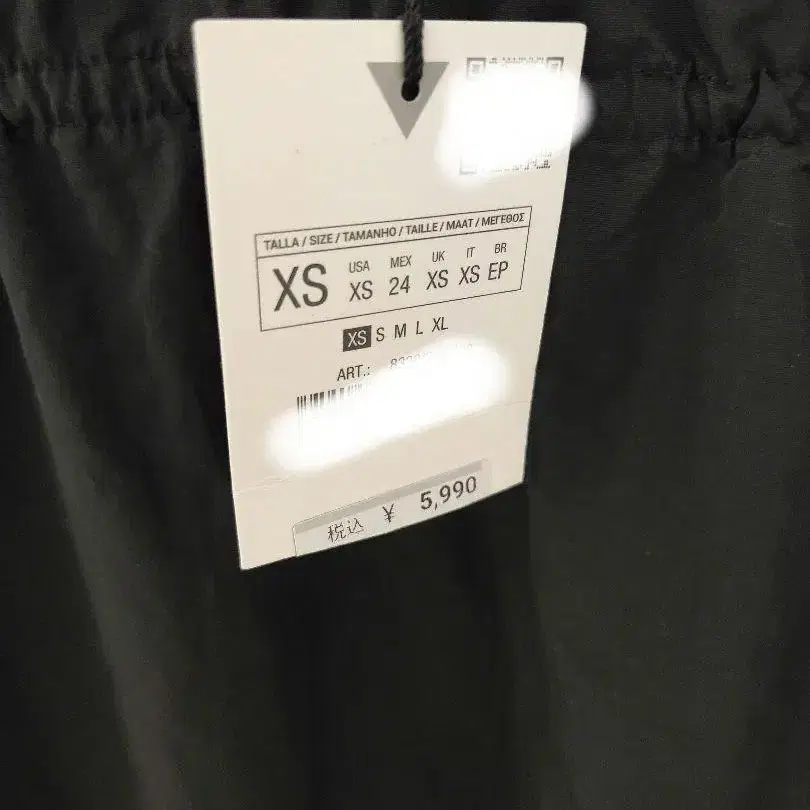 TALLA / SIZE / TAMANHO / TAILLE / MAAT / ΜΕΓΕΘΟΣ
XS
USA MEX UK IT BR
XS 24 XS XS EP
XS S M L XL
ART.:
税込 ¥ 5,990